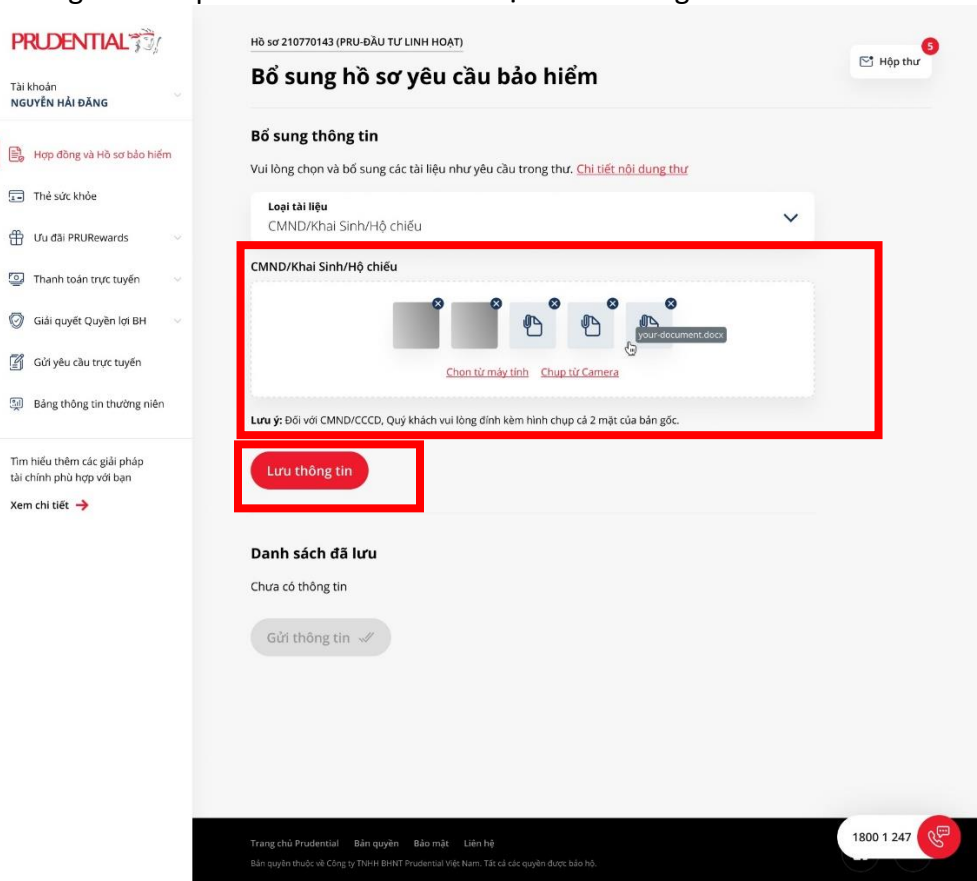 PRUDENTIAL
Tài khoản
NGUYỄN HẢI ĐĂNG
Hợp đồng và Hồ sơ bảo hiểm
Thẻ sức khỏe
Ưu đãi PRURewards
Thanh toán trực tuyến
Giải quyết Quyền lợi BH
Gửi yêu cầu trực tuyến
Bảng thông tin thường niên
Tìm hiểu thêm các giải pháp
tài chính phù hợp với bạn
Xem chi tiết
Hồ sơ 210770143 (PRU-ĐẦU TƯ LINH HOẠT)
Bổ sung hồ sơ yêu cầu bảo hiểm
Hộp thư
5
Bổ sung thông tin
Vui lòng chọn và bổ sung các tài liệu như yêu cầu trong thư. Chi tiết nội dung thư
Loại tài liệu
CMND/Khai Sinh/Hộ chiếu
CMND/Khai Sinh/Hộ chiếu
your-document.docx
Chọn từ máy tính Chụp từ Camera
Lưu ý: Đối với CMND/CCCD, Quý khách vui lòng đính kèm hình chụp cả 2 mặt của bản gốc.
Lưu thông tin
Danh sách đã lưu
Chưa có thông tin
Gửi thông tin
Trang chủ Prudential Bản quyền Bảo mật Liên hệ
Bản quyền thuộc về Công ty TNHH BHNT Prudential Việt Nam. Tất cả các quyền được bảo hộ.
1800 1 247